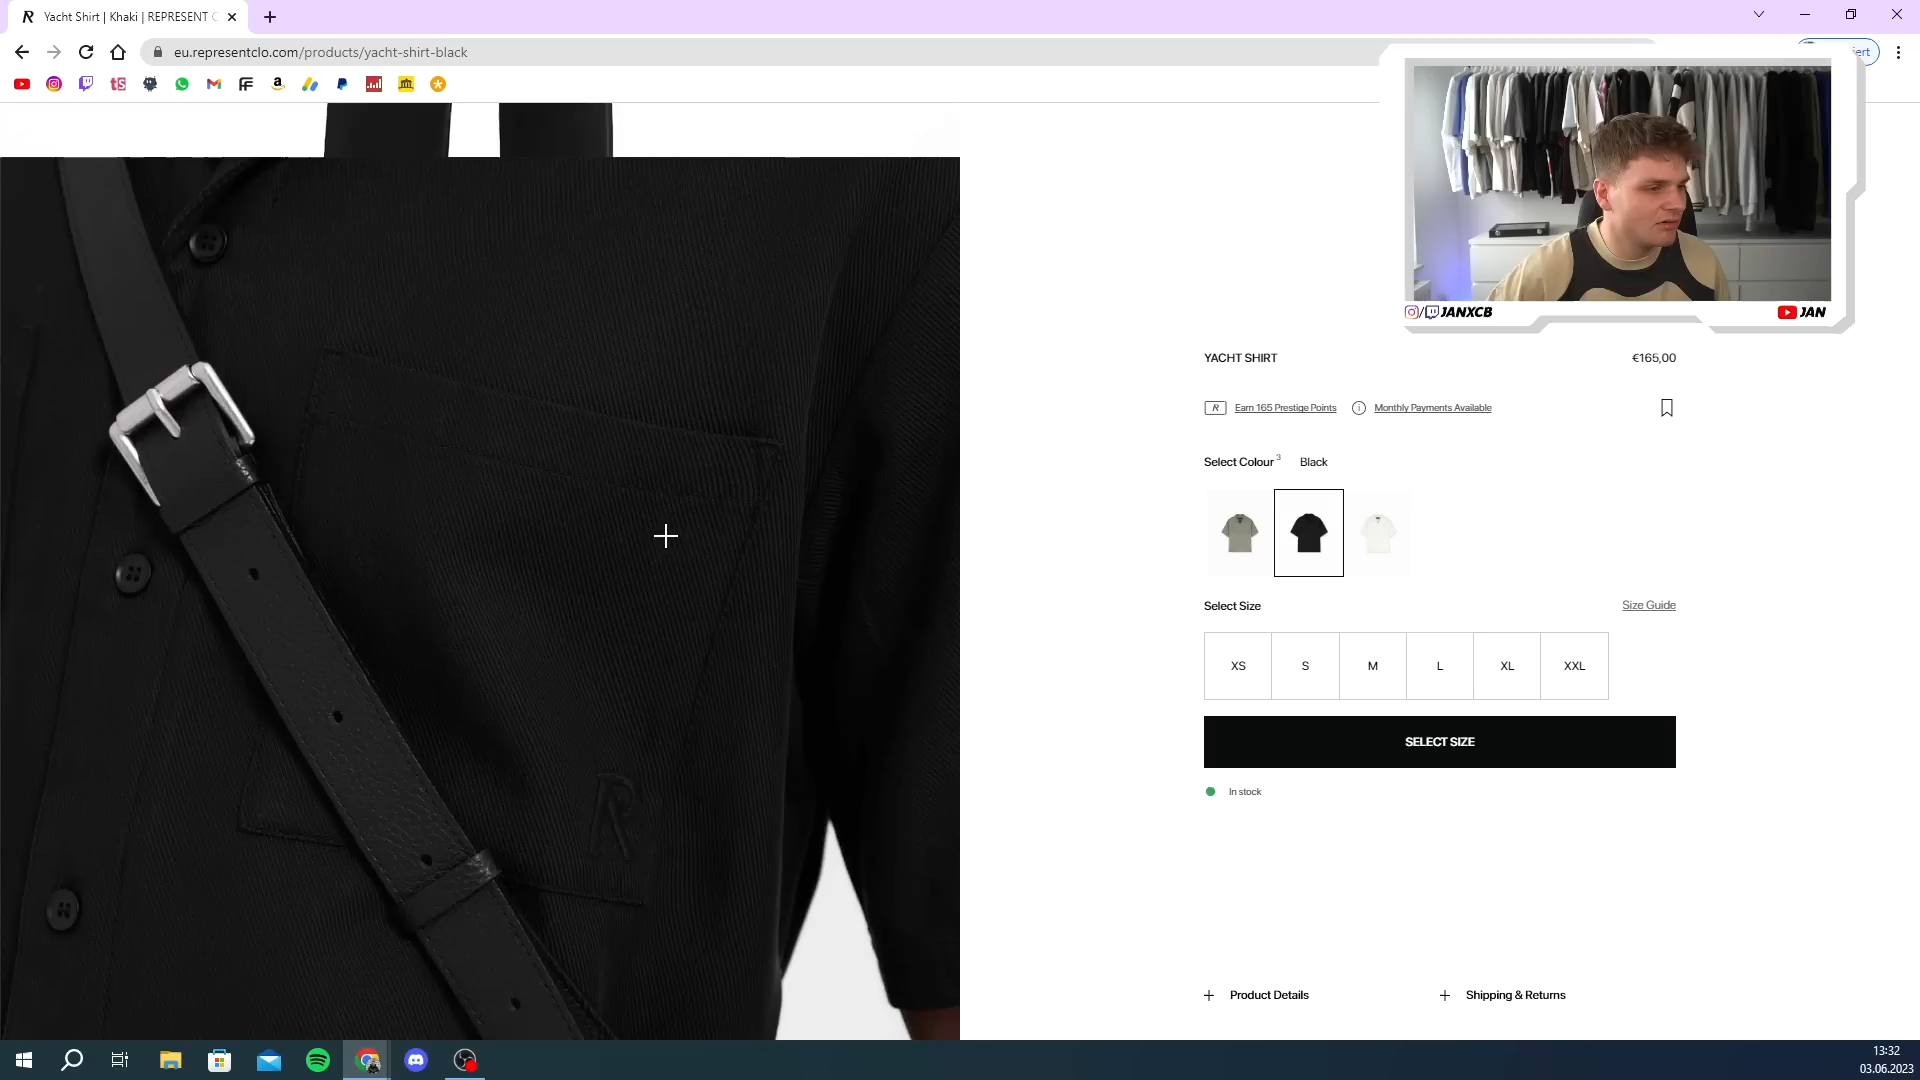 Yacht Shirt | Khaki | REPRESENT
eu.representclo.com/products/yacht-shirt-black
JANXCB
JAN
YACHT SHIRT
€165,00
R
Earn 165 Prestige Points
Monthly Payments Available
Select Colour 3
Black
Select Size
Size Guide
XS
S
M
L
XL
XXL
SELECT SIZE
In stock
Product Details
Shipping & Returns
R
13:32
03.06.2023